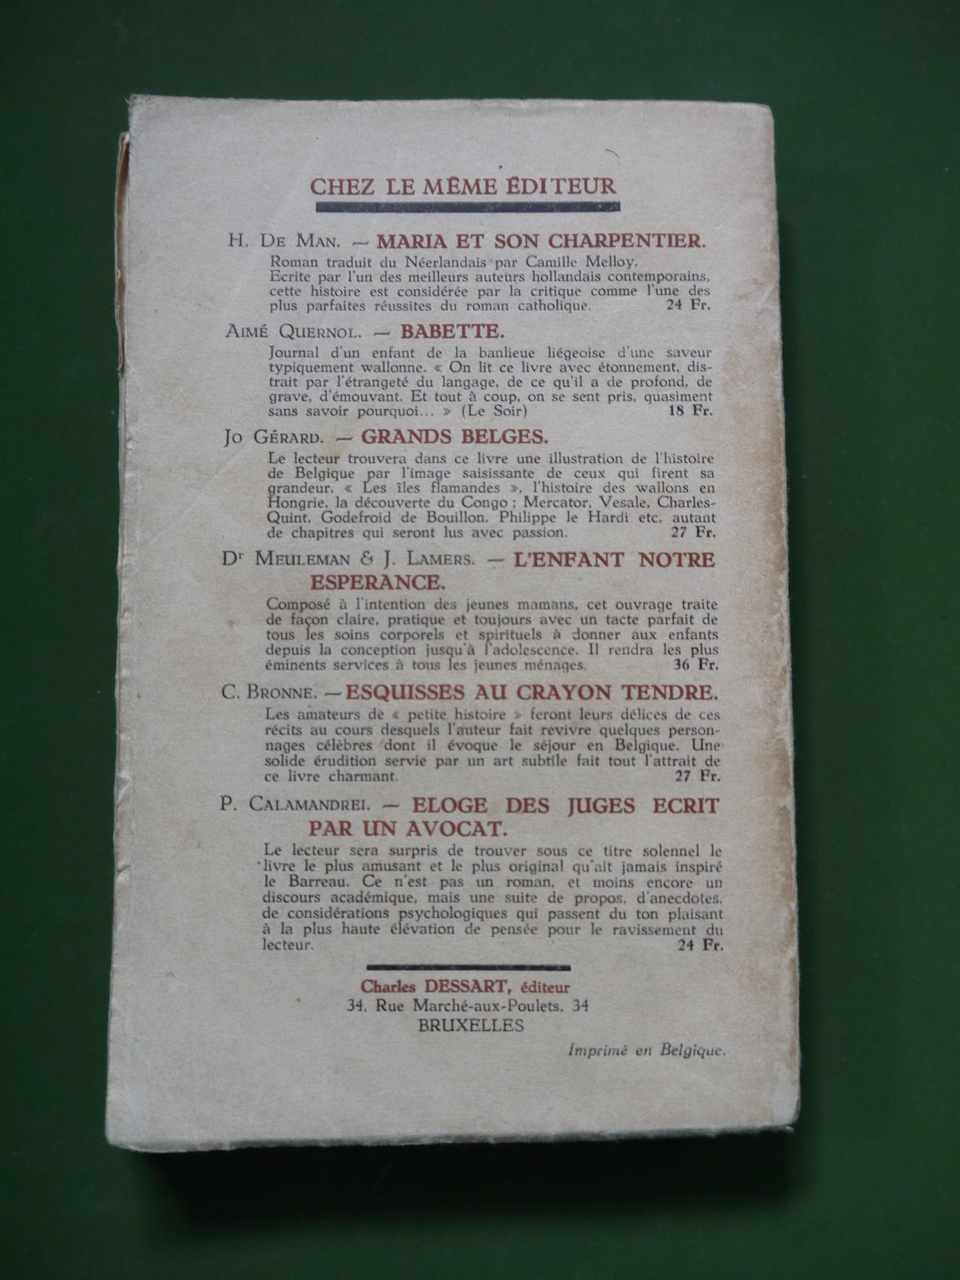 CHEZ LE MÊME ÉDITEUR
H. DE MAN. — MARIA ET SON CHARPENTIER.
Roman traduit du Néerlandais par Camille Melloy.
Ecrite par l'un des meilleurs auteurs hollandais contemporains,
cette histoire est considérée par la critique comme l'une des
plus parfaites réussites du roman catholique. 24 Fr.
AIMÉ QUERNOL. — BABETTE.
Journal d'un enfant de la banlieue liégeoise d'une saveur
typiquement wallonne. « On lit ce livre avec étonnement, dis-
trait par l'étrangeté du langage, de ce qu'il a de profond, de
grave, d'émouvant. Et tout à coup, on se sent pris, quasiment
sans savoir pourquoi... » (Le Soir) 18 Fr.
JO GÉRARD. — GRANDS BELGES.
Le lecteur trouvera dans ce livre une illustration de l'histoire
de Belgique par l'image saisissante de ceux qui firent sa
grandeur. « Les îles flamandes », l'histoire des wallons en
Hongrie, la découverte du Congo ; Mercator, Vesale, Charles-
Quint, Godefroid de Bouillon, Philippe le Hardi etc, autant
de chapitres qui seront lus avec passion. 27 Fr.
Dr MEULEMAN & J. LAMERS. — L'ENFANT NOTRE
ESPERANCE.
Composé à l'intention des jeunes mamans, cet ouvrage traite
de façon claire, pratique et toujours avec un tacte parfait de
tous les soins corporels et spirituels à donner aux enfants
depuis la conception jusqu'à l'adolescence. Il rendra les plus
éminents services à tous les jeunes ménages. 36 Fr.
C. BRONNE. — ESQUISSES AU CRAYON TENDRE.
Les amateurs de « petite histoire » feront leurs délices de ces
récits au cours desquels l'auteur fait revivre quelques person-
nages célèbres dont il évoque le séjour en Belgique. Une
solide érudition servie par un art subtile fait tout l'attrait de
ce livre charmant. 27 Fr.
P. CALAMANDREI. — ELOGE DES JUGES ECRIT
PAR UN AVOCAT.
Le lecteur sera surpris de trouver sous ce titre solennel le
livre le plus amusant et le plus original qu'ait jamais inspiré
le Barreau. Ce n'est pas un roman, et moins encore un
discours académique, mais une suite de propos, d'anecdotes,
de considérations psychologiques qui passent du ton plaisant
à la plus haute élévation de pensée pour le ravissement du
lecteur. 24 Fr.
Charles DESSART, éditeur
34, Rue Marché-aux-Poulets, 34
BRUXELLES
Imprimé en Belgique.